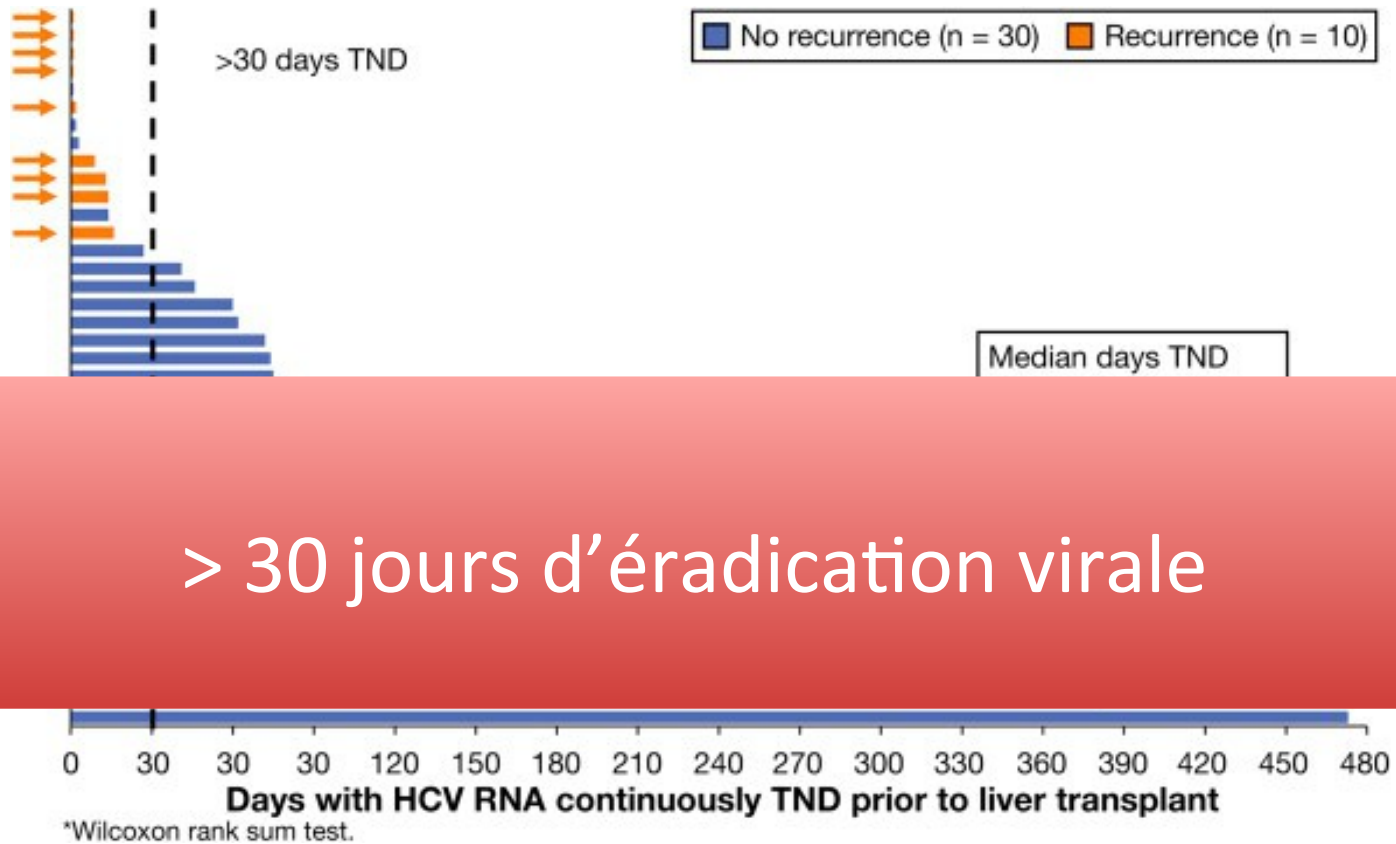 >30 days TND
No recurrence (n = 30) Recurrence (n = 10)
Median days TND
> 30 jours d’éradication virale
0 30 30 30 120 150 180 210 240 270 300 330 360 390 420 450 480
Days with HCV RNA continuously TND prior to liver transplant
*Wilcoxon rank sum test.